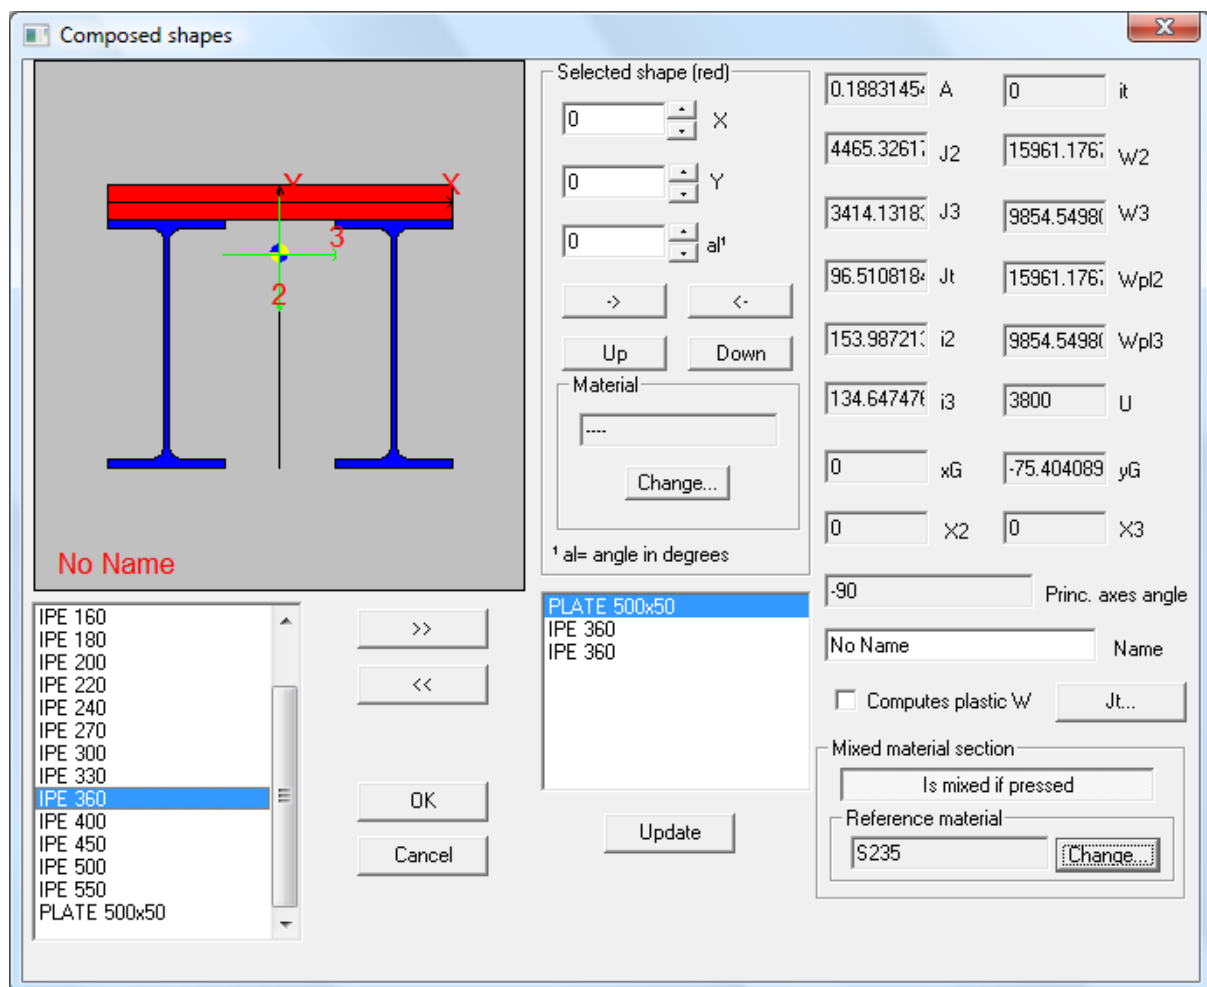 Composed shapes
Y
X
3
2
No Name
Selected shape (red)
0 X
0 Y
0 al¹
-> <-
Up Down
Material
----
Change...
¹ al= angle in degrees
0.1883145 A 0 it
4465.3261 J2 15961.176 W2
3414.1318 J3 9854.5498 W3
96.510818 Jt 15961.176 Wpl2
153.98721 i2 9854.5498 Wpl3
134.64747 i3 3800 U
0 xG -75.404089 yG
0 X2 0 X3
-90 Princ. axes angle
No Name Name
Computes plastic W Jt...
Mixed material section
Is mixed if pressed
Reference material
S235 Change...
IPE 160
IPE 180
IPE 200
IPE 220
IPE 240
IPE 270
IPE 300
IPE 330
IPE 360
IPE 400
IPE 450
IPE 500
IPE 550
PLATE 500x50
>>
<<
OK
Cancel
PLATE 500x50
IPE 360
IPE 360
Update